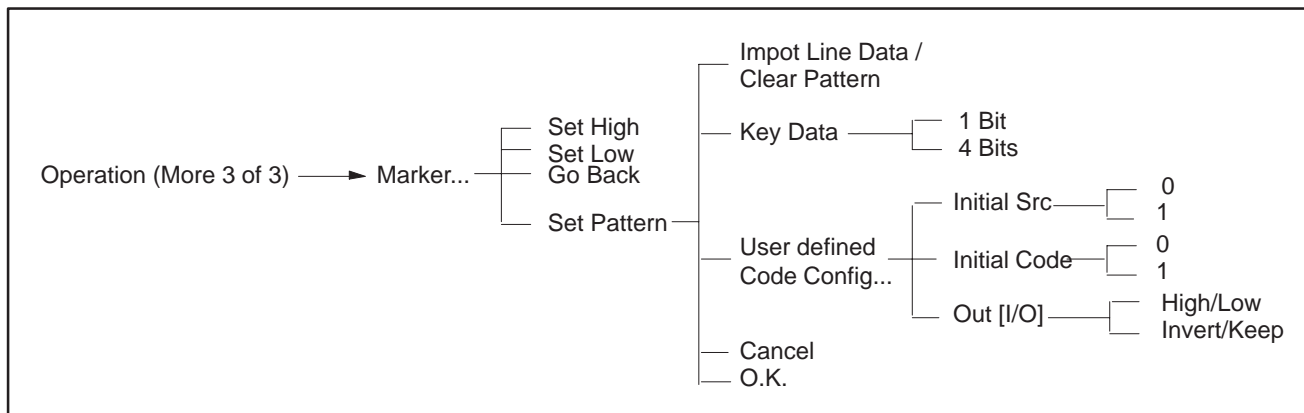 Operation (More 3 of 3)
Marker...
Set High
Set Low
Go Back
Set Pattern
Impot Line Data /
Clear Pattern
Key Data
1 Bit
4 Bits
User defined
Code Config...
Initial Src
0
1
Initial Code
0
1
Out [I/O]
High/Low
Invert/Keep
Cancel
O.K.